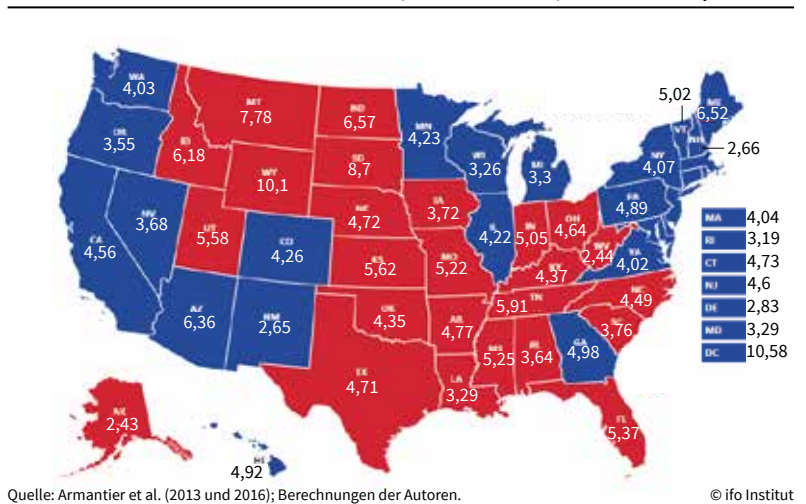 5,02
WA
4,03
MT
7,78
ND
6,57
MN
4,23
ME
6,52
VT
NH
2,66
OR
3,55
ID
6,18
SD
8,7
WI
3,26
MI
3,3
NY
4,07
WY
10,1
IA
3,72
PA
4,89
NE
4,72
NV
3,68
UT
5,58
CO
4,26
IL
4,22
IN
5,05
OH
4,64
WV
2,44
VA
4,02
CA
4,56
KS
5,62
MO
5,22
KY
4,37
MA 4,04
RI 3,19
CT 4,73
NJ 4,6
DE 2,83
MD 3,29
DC 10,58
AZ
6,36
NM
2,65
OK
4,35
AR
4,77
TN
5,91
NC
4,49
SC
3,76
TX
4,71
MS
5,25
3,64
GA
4,98
LA
3,29
AK
2,43
FL
5,37
HI
4,92
Quelle: Armantier et al. (2013 und 2016); Berechnungen der Autoren.
© ifo Institut